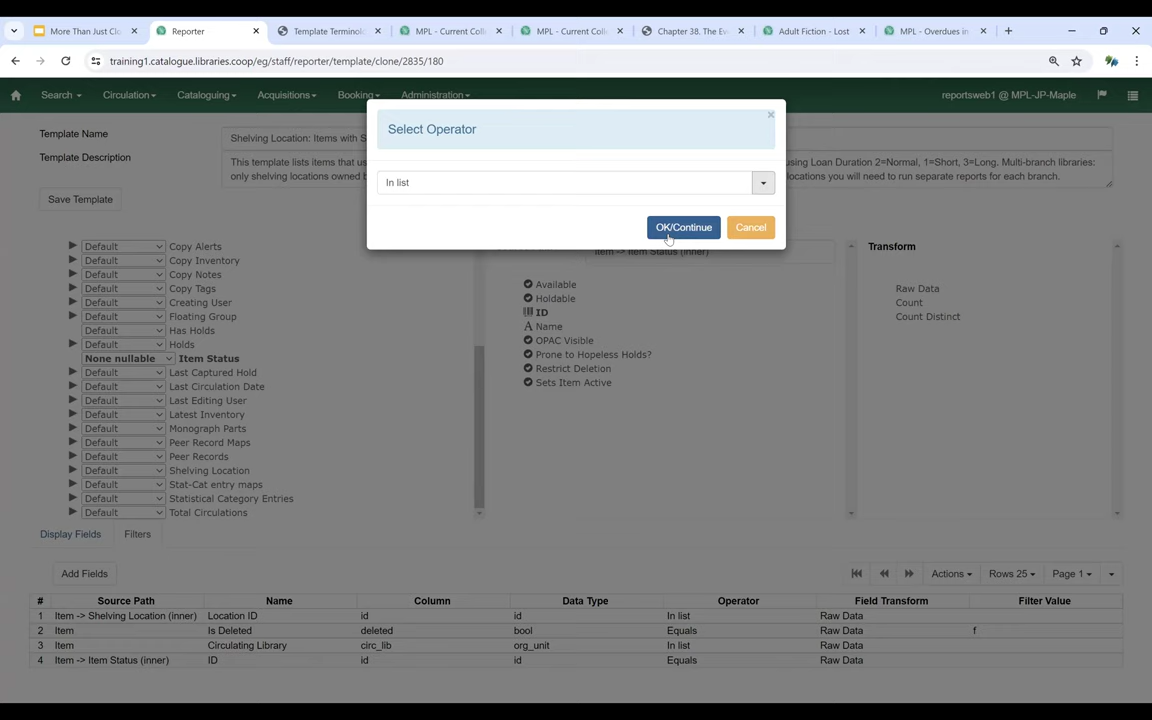 More Than Just Clo
Reporter
Template Terminolo
MPL - Current Colle
MPL - Current Colle
Chapter 38. The Eve
Adult Fiction - Lost
MPL - Overdues in
training1.catalogue.libraries.coop/eg/staff/reporter/template/clone/2835/180
Search
Circulation
Cataloguing
Acquisitions
Booking
Administration
reportsweb1 @ MPL-JP-Maple
Select Operator
Template Name
Shelving Location: Items with S
Template Description
This template lists items that us
using Loan Duration 2=Normal, 1=Short, 3=Long. Multi-branch libraries:
only shelving locations owned b
locations you will need to run separate reports for each branch.
In list
Save Template
OK/Continue
Cancel
Default Copy Alerts
Default Copy Inventory
Default Copy Notes
Default Copy Tags
Default Creating User
Default Floating Group
Default Has Holds
Default Holds
None nullable Item Status
Default Last Captured Hold
Default Last Circulation Date
Default Last Editing User
Default Latest Inventory
Default Monograph Parts
Default Peer Record Maps
Default Peer Records
Default Shelving Location
Default Stat-Cat entry maps
Default Statistical Category Entries
Default Total Circulations
Item -> Item Status (inner)
Available
Holdable
ID
Name
OPAC Visible
Prone to Hopeless Holds?
Restrict Deletion
Sets Item Active
Transform
Raw Data
Count
Count Distinct
Display Fields
Filters
Add Fields
Actions
Rows 25
Page 1
# Source Path Name Column Data Type Operator Field Transform Filter Value
1 Item -> Shelving Location (inner) Location ID id id In list Raw Data
2 Item Is Deleted deleted bool Equals Raw Data f
3 Item Circulating Library circ_lib org_unit In list Raw Data
4 Item -> Item Status (inner) ID id id Equals Raw Data